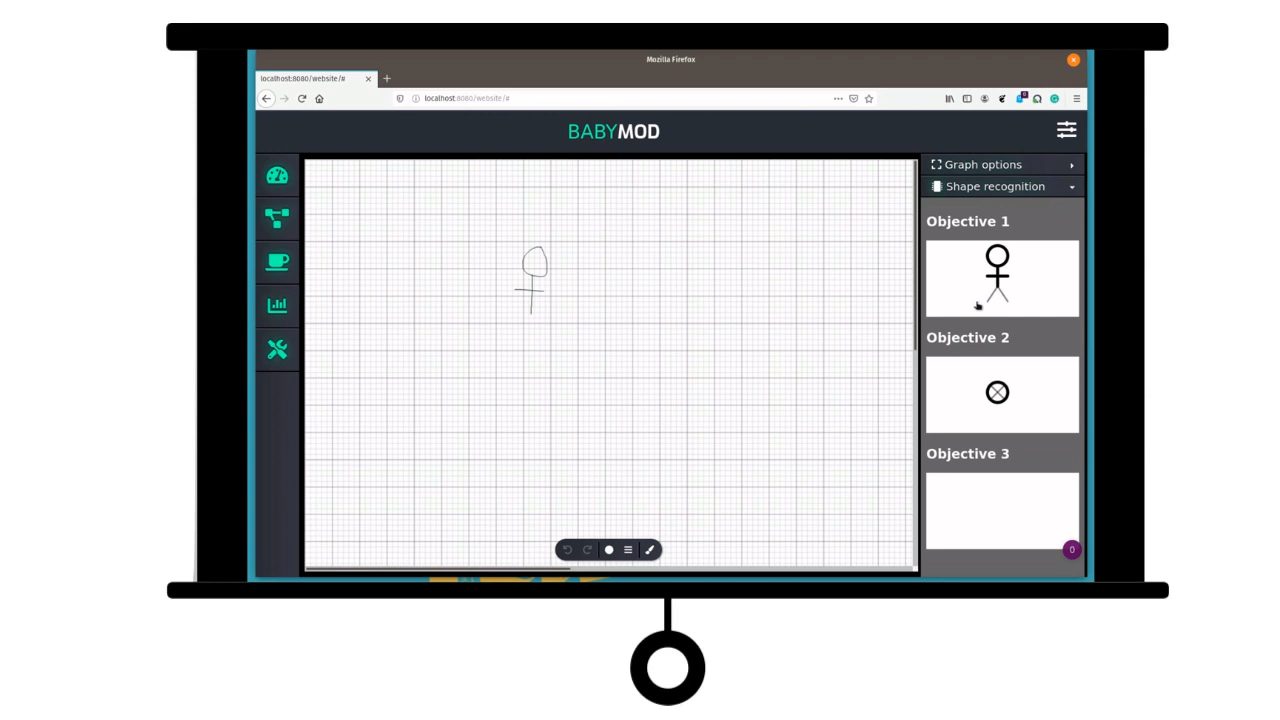 Mozilla Firefox
localhost:8080/website/#
localhost:8080/website/#
BABYMOD
Graph options
Shape recognition
Objective 1
Objective 2
Objective 3
0